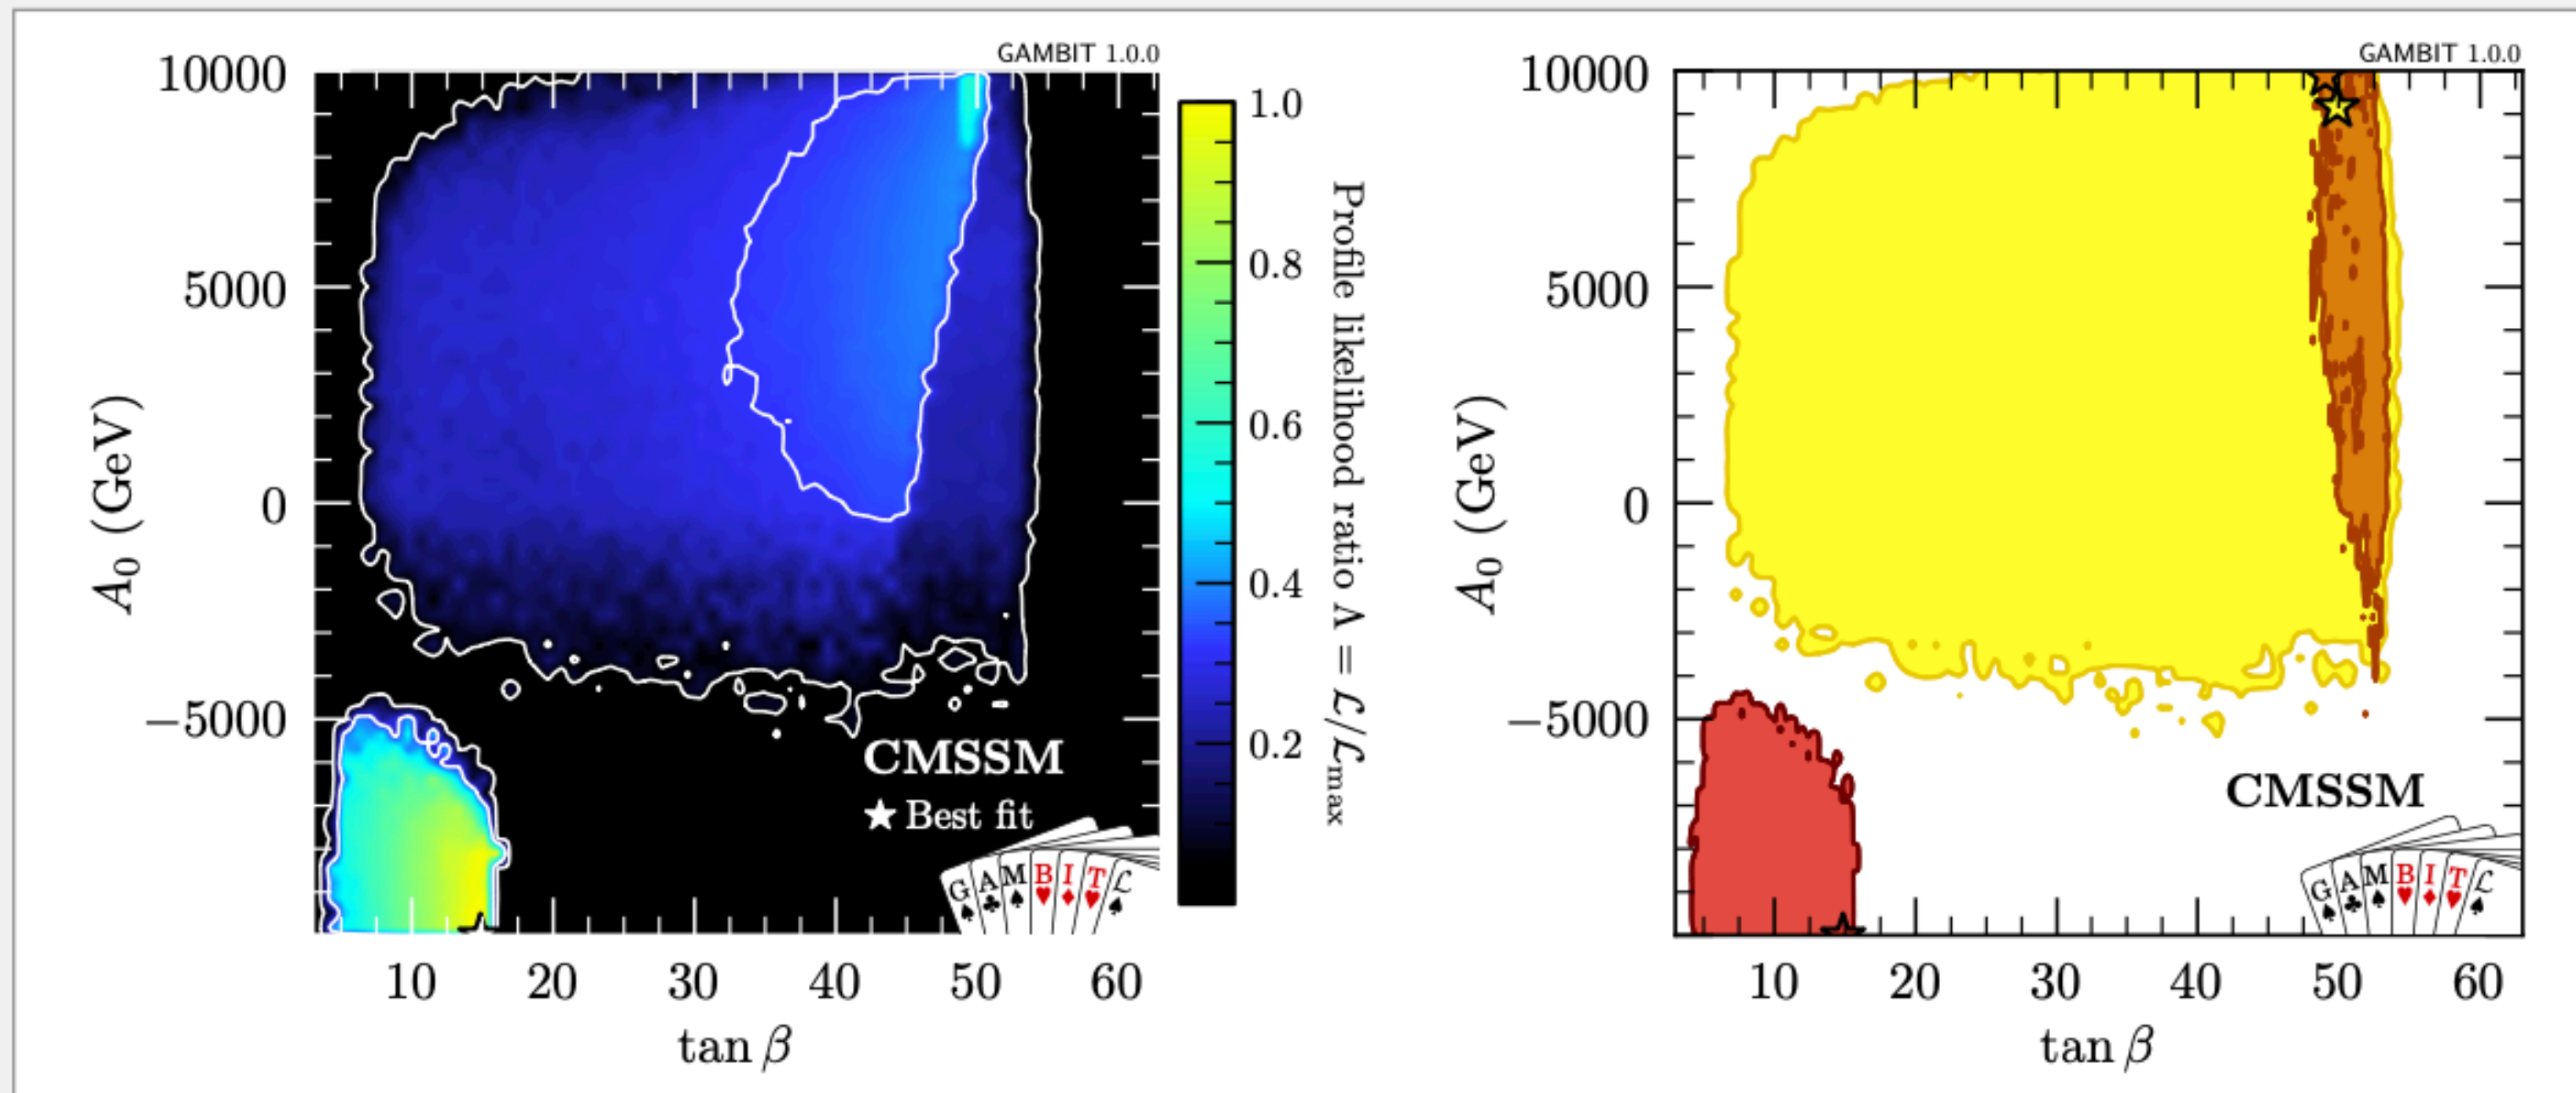 GAMBIT 1.0.0
10000
5000
0
−5000
A₀ (GeV)
10 20 30 40 50 60
tan β
CMSSM
★ Best fit
G A M B I T ℒ
1.0
0.8
0.6
0.4
0.2
Profile likelihood ratio Λ = ℒ/ℒmax
GAMBIT 1.0.0
10000
5000
0
−5000
A₀ (GeV)
10 20 30 40 50 60
tan β
CMSSM
G A M B I T ℒ